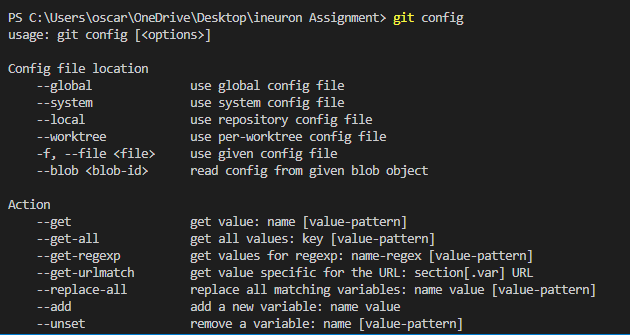 PS C:\Users\oscar\OneDrive\Desktop\ineuron Assignment> git config
usage: git config [<options>]
Config file location
--global use global config file
--system use system config file
--local use repository config file
--worktree use per-worktree config file
-f, --file <file> use given config file
--blob <blob-id> read config from given blob object
Action
--get get value: name [value-pattern]
--get-all get all values: key [value-pattern]
--get-regexp get values for regexp: name-regex [value-pattern]
--get-urlmatch get value specific for the URL: section[.var] URL
--replace-all replace all matching variables: name value [value-pattern]
--add add a new variable: name value
--unset remove a variable: name [value-pattern]